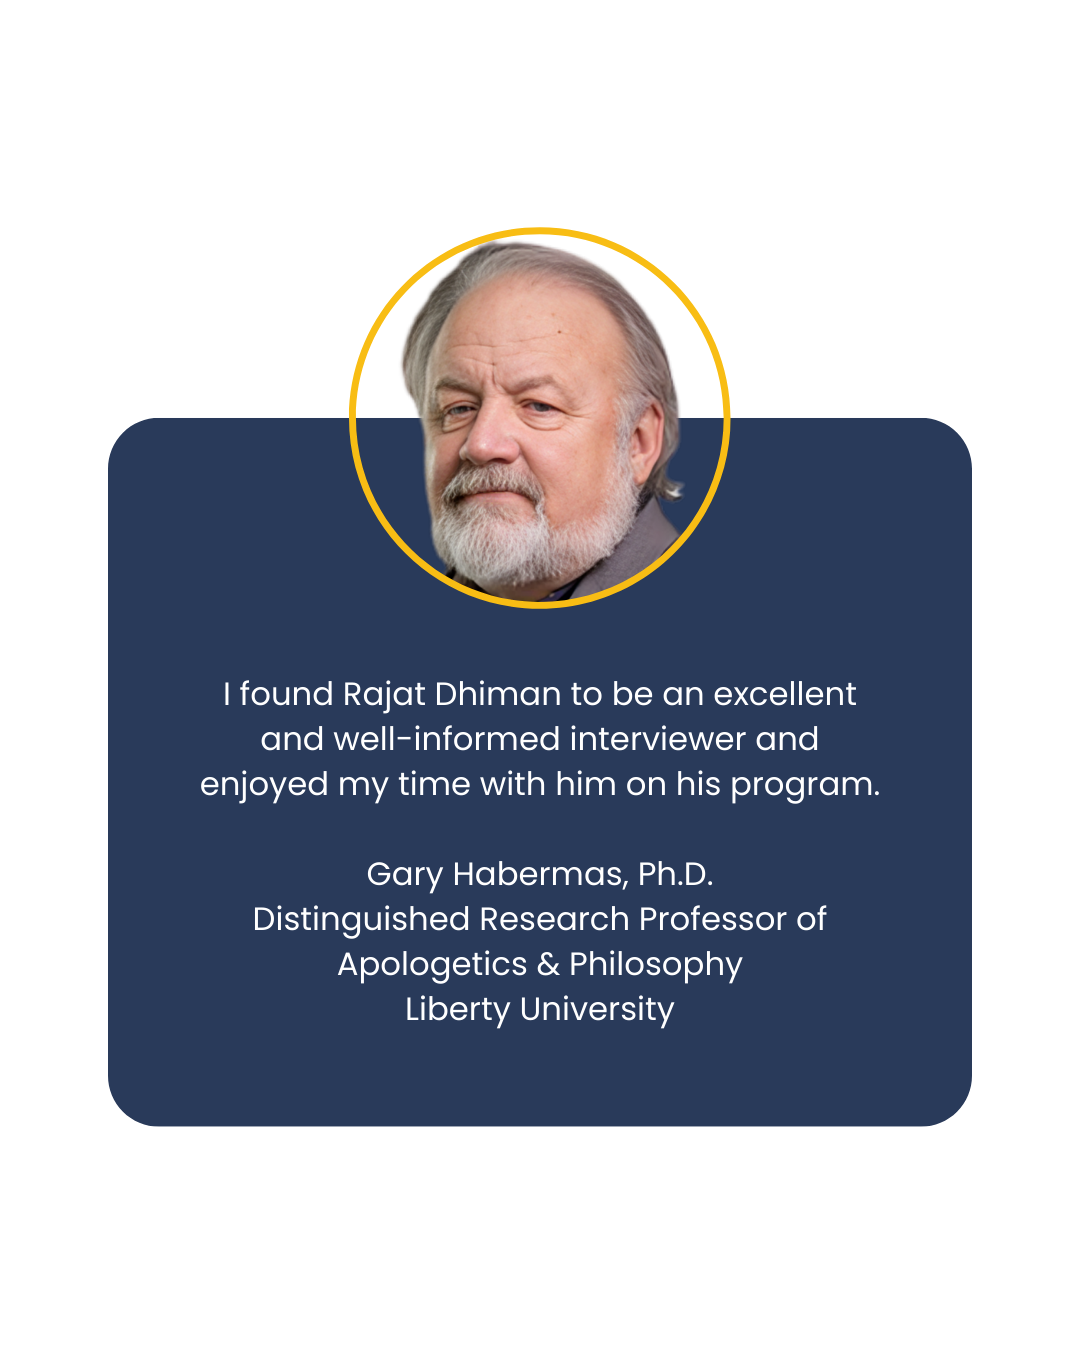 I found Rajat Dhiman to be an excellent
and well-informed interviewer and
enjoyed my time with him on his program.
Gary Habermas, Ph.D.
Distinguished Research Professor of
Apologetics & Philosophy
Liberty University